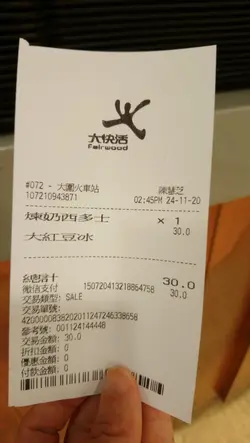 大快活
Fairwood
#072 - 大圍火車站 陳慧芝
107210943871 02:45PM 24-11-20
煉奶西多士 x 1
30.0
大紅豆冰
總計 30.0
微信支付 150720413218864758 30.0
交易類型: SALE
交易單號:
4200000838202011247246338658
參考號: 001124144448
交易金額: 30.0
折扣金額: 0
優惠金額: 0
付款金額: 0